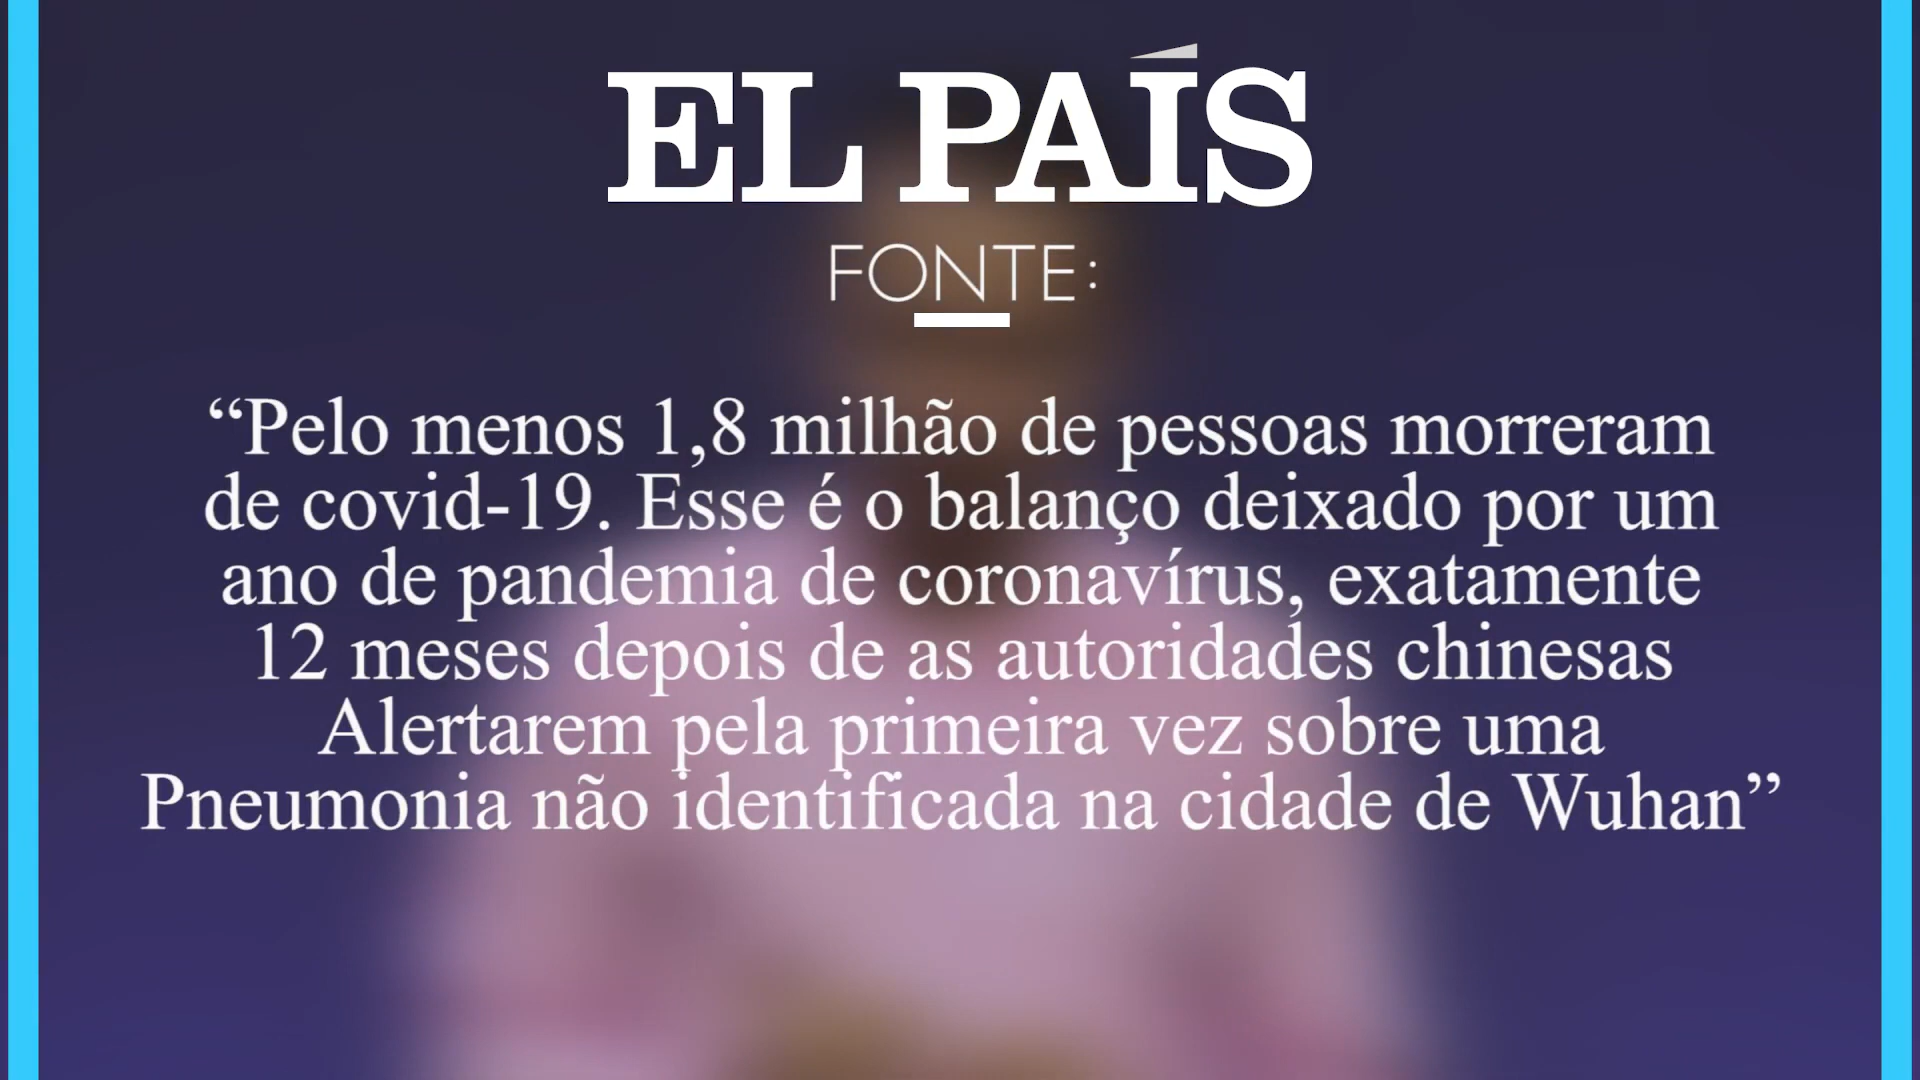 EL PAÍS
FONTE:
“Pelo menos 1,8 milhão de pessoas morreram
de covid-19. Esse é o balanço deixado por um
ano de pandemia de coronavírus, exatamente
12 meses depois de as autoridades chinesas
Alertarem pela primeira vez sobre uma
Pneumonia não identificada na cidade de Wuhan”